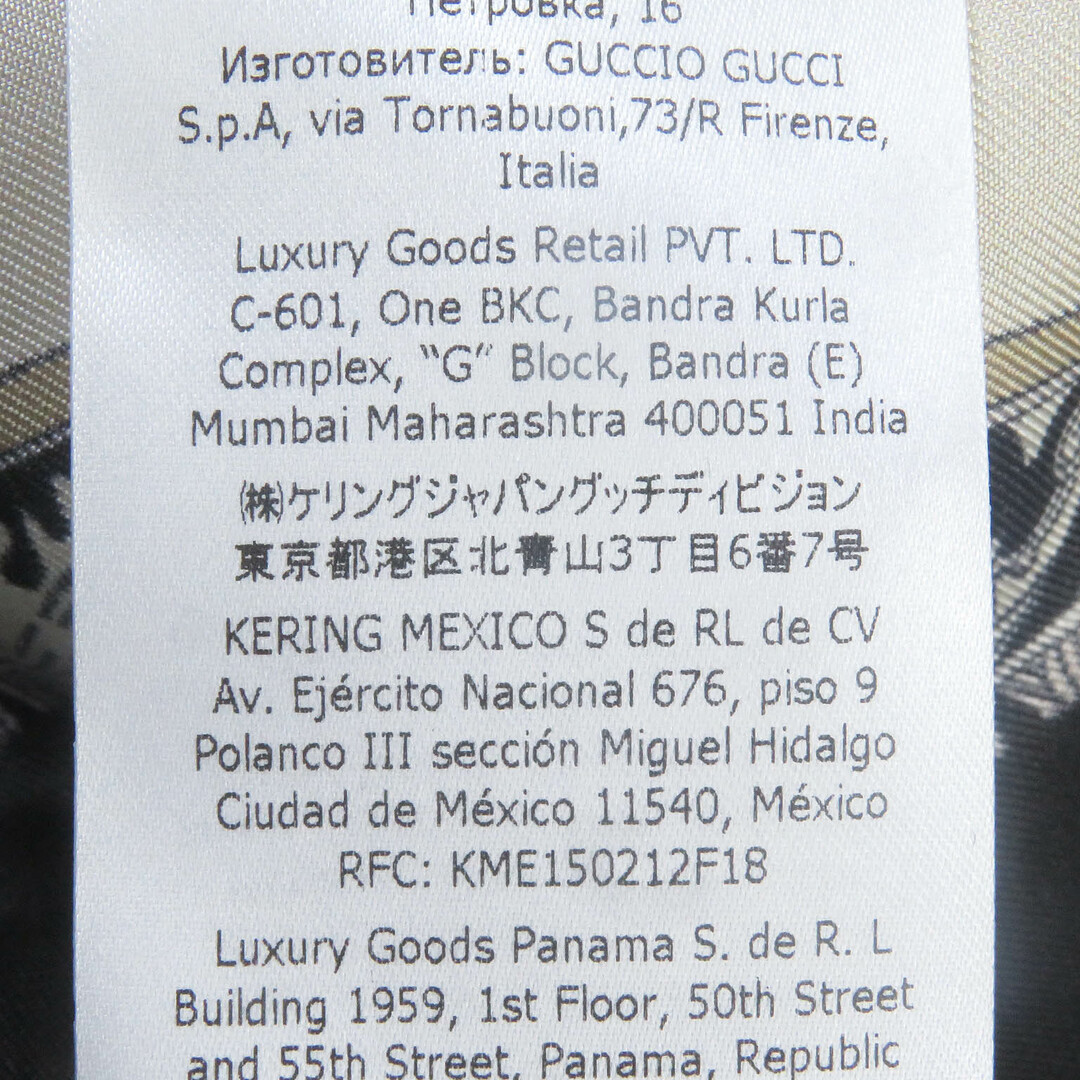 Петровка, 16
Изготовитель: GUCCIO GUCCI
S.p.A, via Tornabuoni,73/R Firenze,
Italia
Luxury Goods Retail PVT. LTD.
C-601, One BKC, Bandra Kurla
Complex, “G” Block, Bandra (E)
Mumbai Maharashtra 400051 India
㈱ケリングジャパングッチディビジョン
東京都港区北青山3丁目6番7号
KERING MEXICO S de RL de CV
Av. Ejército Nacional 676, piso 9
Polanco III sección Miguel Hidalgo
Ciudad de México 11540, México
RFC: KME150212F18
Luxury Goods Panama S. de R. L
Building 1959, 1st Floor, 50th Street
and 55th Street, Panama, Republic